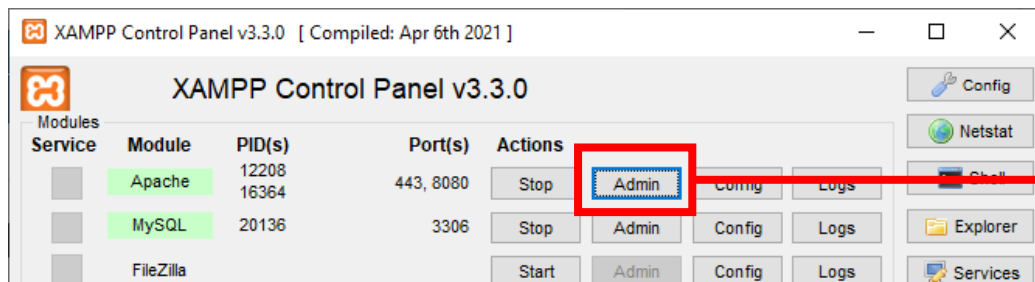 XAMPP Control Panel v3.3.0 [ Compiled: Apr 6th 2021 ]
XAMPP Control Panel v3.3.0
Config
Modules
Netstat
Service Module PID(s) Port(s) Actions
Apache 12208 16364 443, 8080 Stop Admin Config Logs Shell
MySQL 20136 3306 Stop Admin Config Logs Explorer
FileZilla Start Admin Config Logs Services